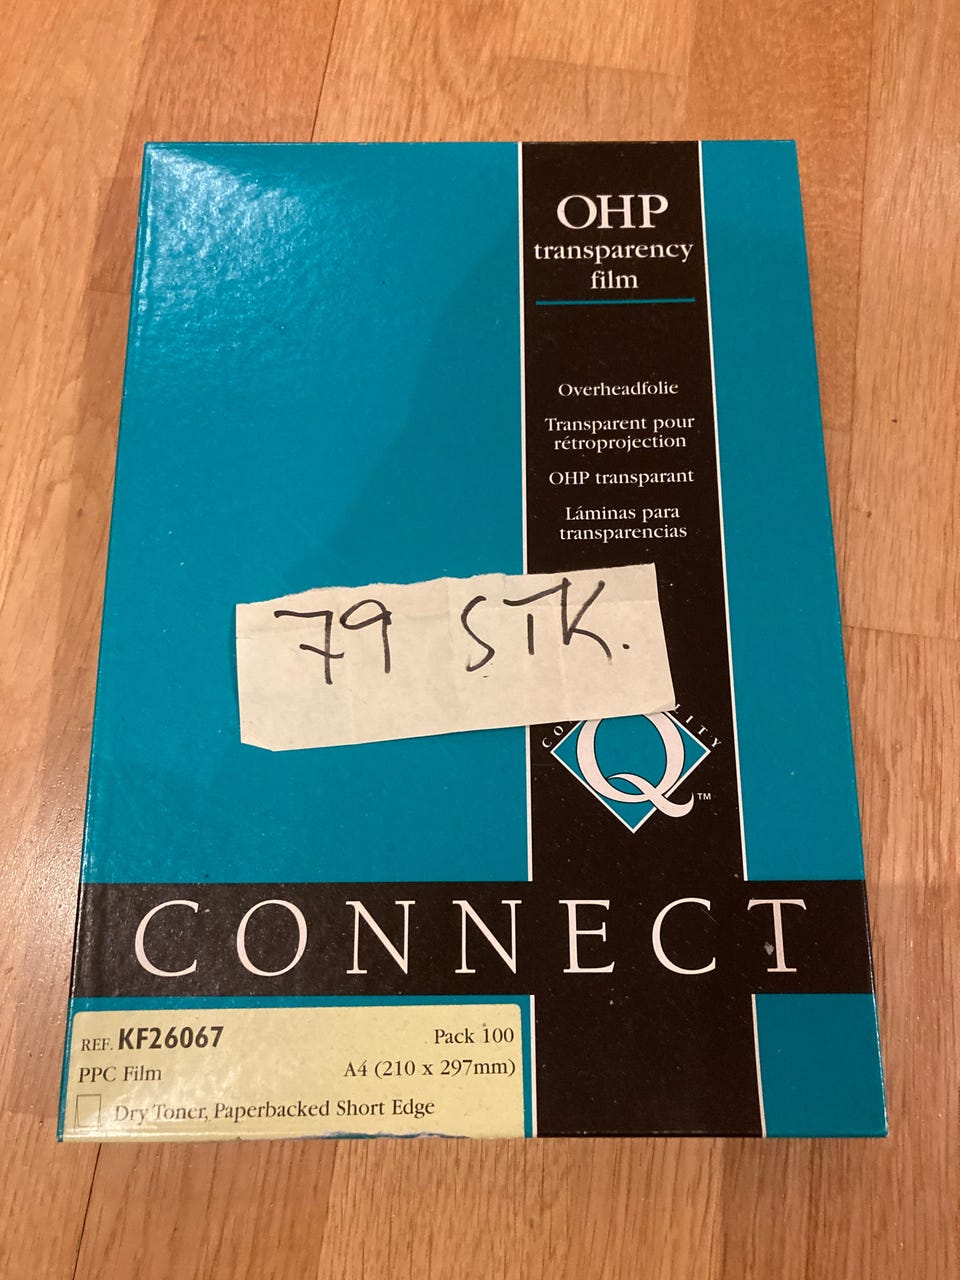 OHP
transparency
film
Overheadfolie
Transparent pour
rétroprojection
OHP transparant
Láminas para
transparencias
79 STK.
Q
TM
CONNECT
REF. KF26067
Pack 100
PPC Film
A4 (210 x 297mm)
Dry Toner, Paperbacked Short Edge